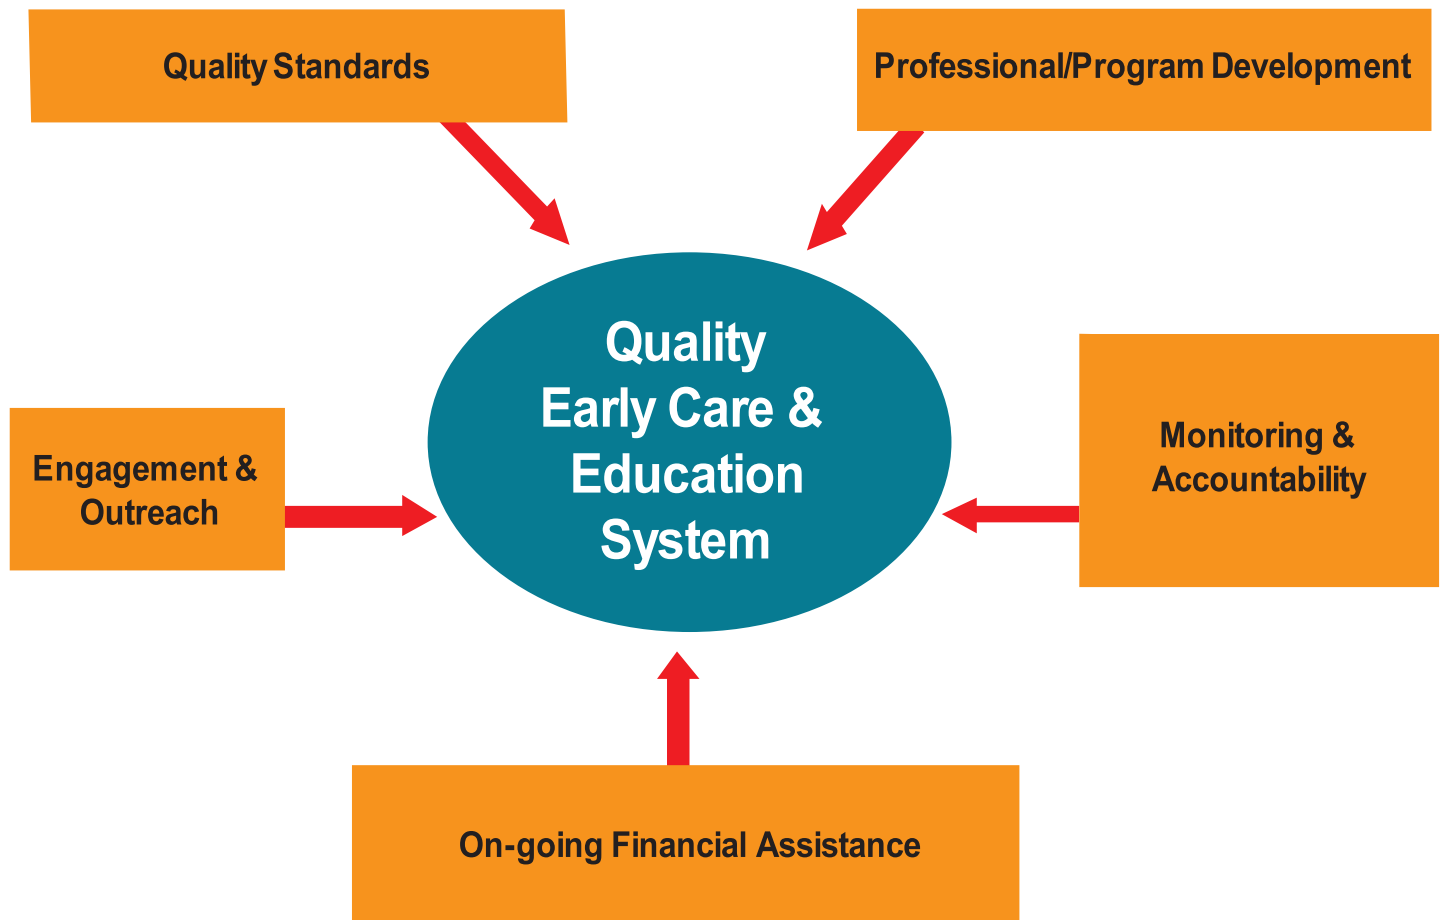 Quality Standards
Professional/Program Development
Quality
Early Care &
Education
System
Monitoring &
Accountability
Engagement &
Outreach
On-going Financial Assistance